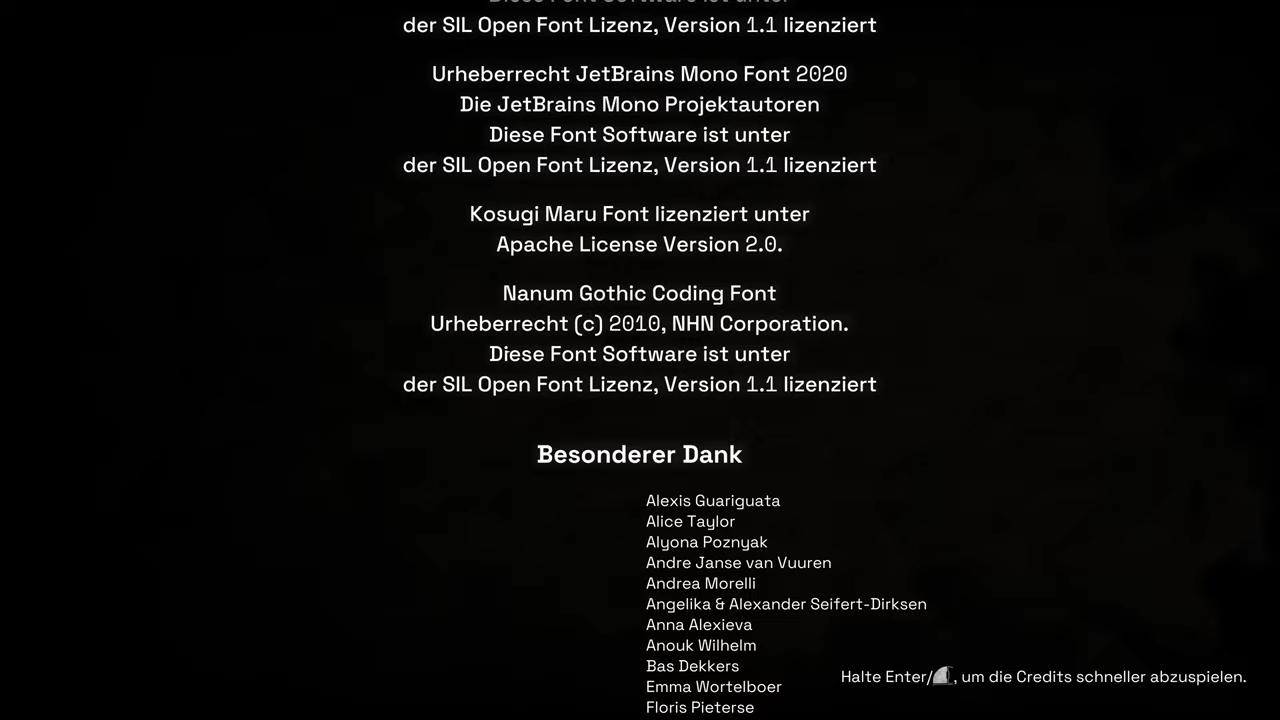 Diese Font Software ist unter
der SIL Open Font Lizenz, Version 1.1 lizenziert
Urheberrecht JetBrains Mono Font 2020
Die JetBrains Mono Projektautoren
Diese Font Software ist unter
der SIL Open Font Lizenz, Version 1.1 lizenziert
Kosugi Maru Font lizenziert unter
Apache License Version 2.0.
Nanum Gothic Coding Font
Urheberrecht (c) 2010, NHN Corporation.
Diese Font Software ist unter
der SIL Open Font Lizenz, Version 1.1 lizenziert
Besonderer Dank
Alexis Guariguata
Alice Taylor
Alyona Poznyak
Andre Janse van Vuuren
Andrea Morelli
Angelika & Alexander Seifert-Dirksen
Anna Alexieva
Anouk Wilhelm
Bas Dekkers
Emma Wortelboer
Floris Pieterse
Halte Enter/, um die Credits schneller abzuspielen.